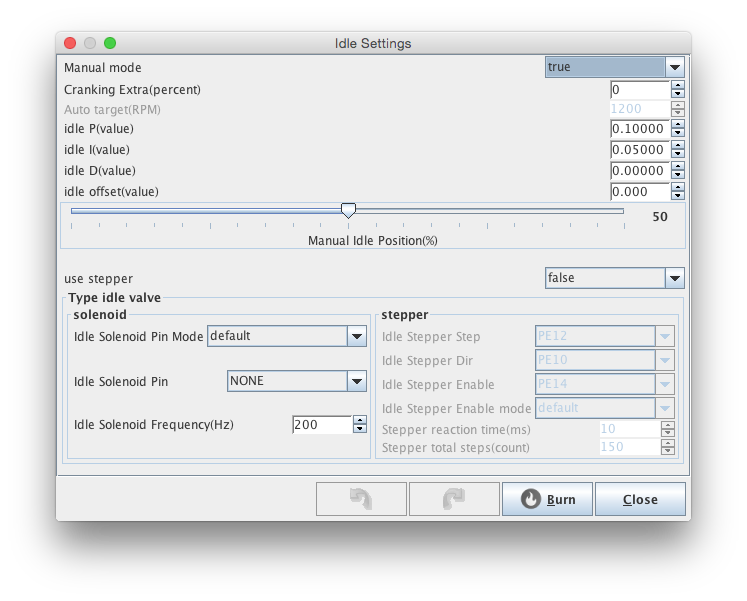 Idle Settings
Manual mode true
Cranking Extra(percent) 0
Auto target(RPM) 1200
idle P(value) 0.10000
idle I(value) 0.05000
idle D(value) 0.00000
idle offset(value) 0.000
50
Manual Idle Position(%)
use stepper false
Type idle valve
solenoid
Idle Solenoid Pin Mode default
Idle Solenoid Pin NONE
Idle Solenoid Frequency(Hz) 200
stepper
Idle Stepper Step PE12
Idle Stepper Dir PE10
Idle Stepper Enable PE14
Idle Stepper Enable mode default
Stepper reaction time(ms) 10
Stepper total steps(count) 150
Burn Close